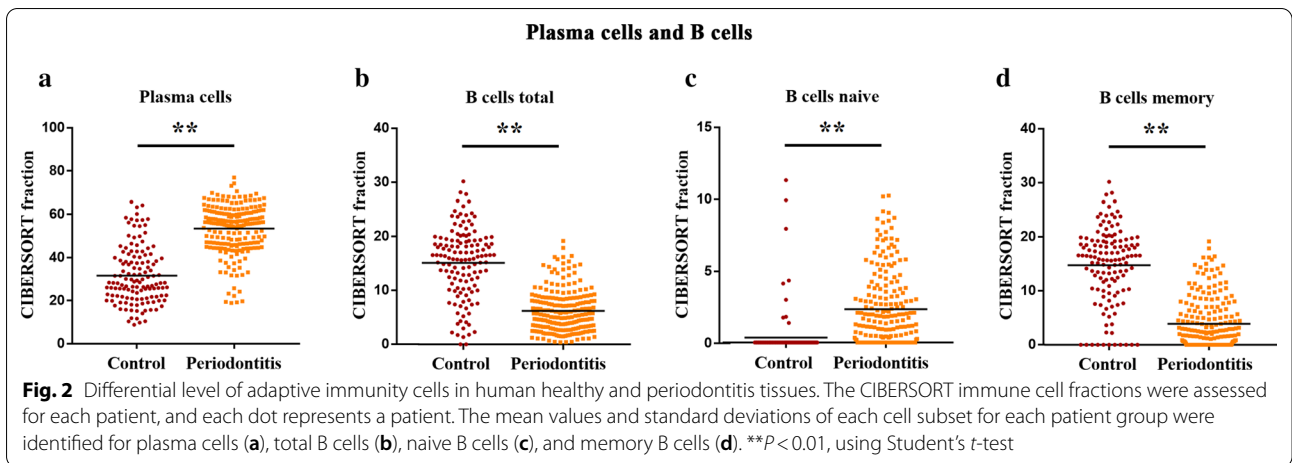 Plasma cells and B cells
a
Plasma cells
**
CIBERSORT fraction
100
80
60
40
20
0
Control Periodontitis
b
B cells total
**
CIBERSORT fraction
40
30
20
10
0
Control Periodontitis
c
B cells naive
**
CIBERSORT fraction
15
10
5
0
Control Periodontitis
d
B cells memory
**
CIBERSORT fraction
40
30
20
10
0
Control Periodontitis
Fig. 2 Differential level of adaptive immunity cells in human healthy and periodontitis tissues. The CIBERSORT immune cell fractions were assessed
for each patient, and each dot represents a patient. The mean values and standard deviations of each cell subset for each patient group were
identified for plasma cells (a), total B cells (b), naive B cells (c), and memory B cells (d). **P < 0.01, using Student's t-test